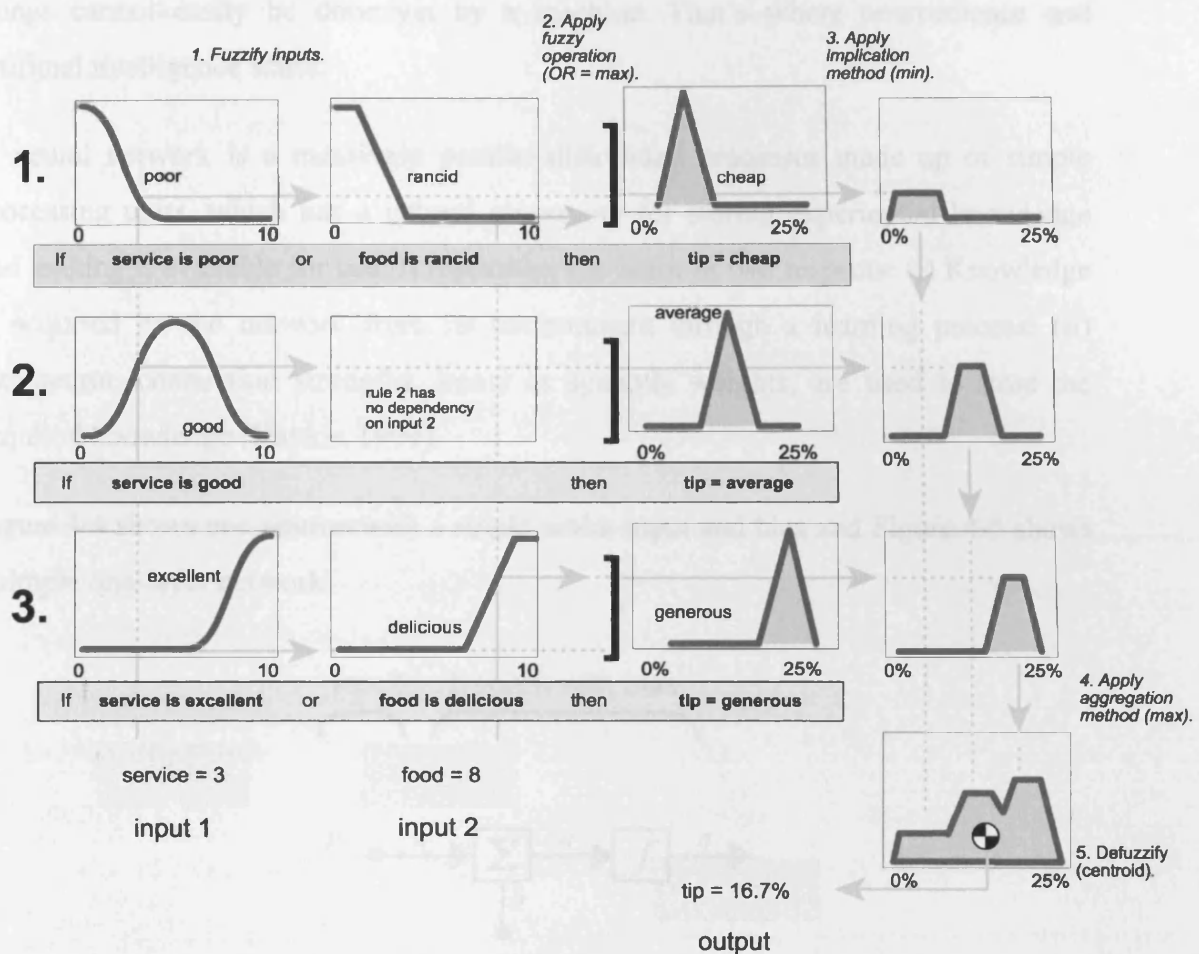 1. Fuzzify inputs.
2. Apply
fuzzy
operation
(OR = max).
3. Apply
implication
method (min).
1.
poor
0 10
rancid
0 10
cheap
0% 25%
0% 25%
If service is poor or food is rancid then tip = cheap
2.
good
0 10
rule 2 has
no dependency
on input 2
average
0% 25%
0% 25%
If service is good then tip = average
3.
excellent
0 10
delicious
0 10
generous
0% 25%
0% 25%
If service is excellent or food is delicious then tip = generous
4. Apply
aggregation
method (max).
service = 3
food = 8
input 1
input 2
0% 25%
5. Defuzzify
(centroid).
tip = 16.7%
output